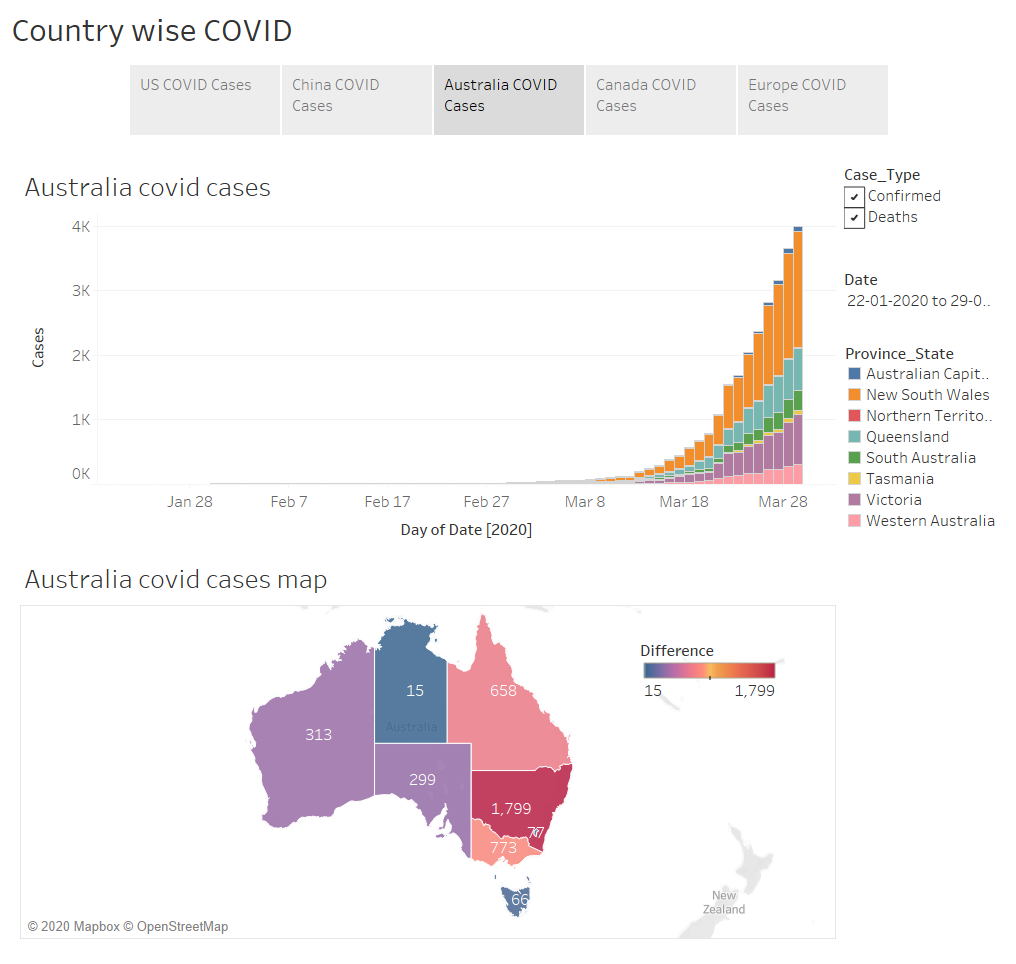 Country wise COVID
US COVID Cases
China COVID
Cases
Australia COVID
Cases
Canada COVID
Cases
Europe COVID
Cases
Australia covid cases
Case_Type
Confirmed
Deaths
Date
22-01-2020 to 29-0..
Province_State
Australian Capit..
New South Wales
Northern Territo..
Queensland
South Australia
Tasmania
Victoria
Western Australia
Cases
4K
3K
2K
1K
0K
Jan 28
Feb 7
Feb 17
Feb 27
Mar 8
Mar 18
Mar 28
Day of Date [2020]
Australia covid cases map
Difference
15
1,799
15
658
Australia
313
299
1,799
77
773
66
New
Zealand
© 2020 Mapbox © OpenStreetMap